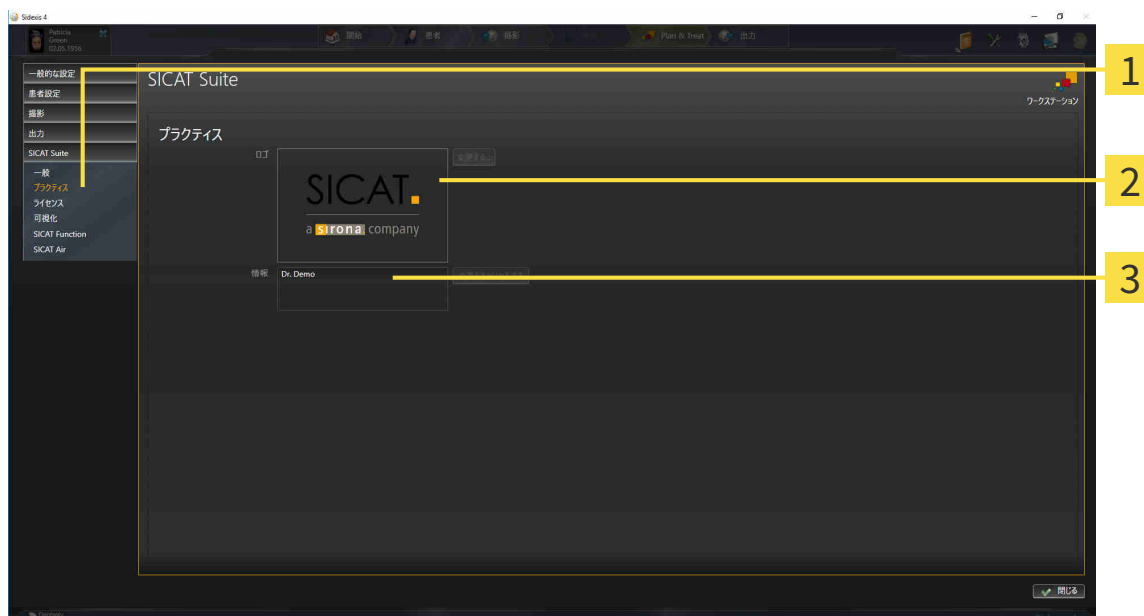 Sidexis 4
Patricia
Green
02.05.1956
開始
患者
撮影
Plan & Treat
出力
一般的な設定
患者設定
撮影
出力
SICAT Suite
一般
プラクティス
ライセンス
可視化
SICAT Function
SICAT Air
SICAT Suite
ワークステーション
プラクティス
ロゴ
変更する...
SICAT
a sirona company
情報
Dr. Demo
閉じる
1
2
3